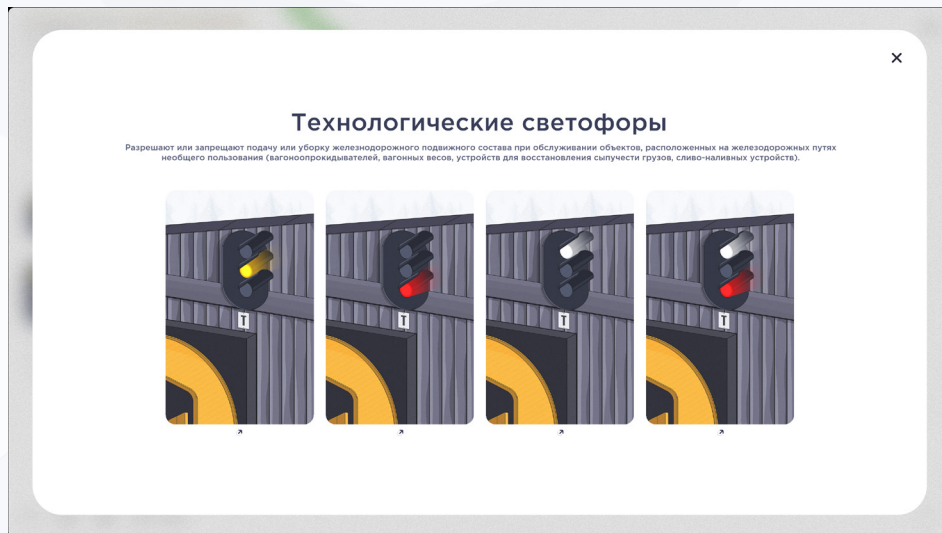 Технологические светофоры
Разрешают или запрещают подачу или уборку железнодорожного подвижного состава при обслуживании объектов, расположенных на железодорожных путях
необщего пользования (вагоноопрокидывателей, вагонных весов, устройств для восстановления сыпучести грузов, сливо-наливных устройств).
Т
Т
Т
Т